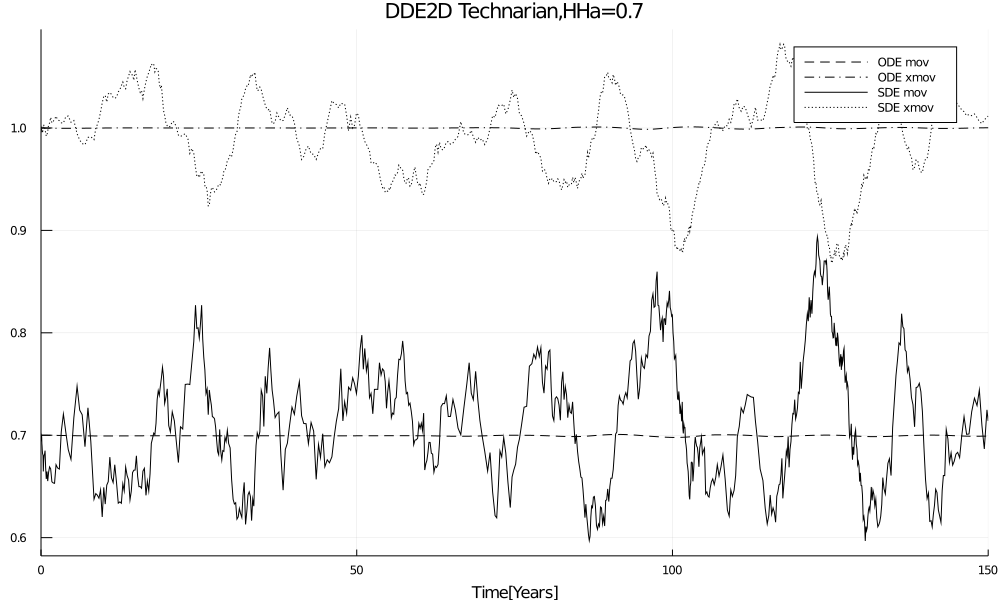 DDE2D Technarian,HHa=0.7
ODE mov
ODE xmov
SDE mov
SDE xmov
1.0
0.9
0.8
0.7
0.6
0 50 100 150
Time[Years]